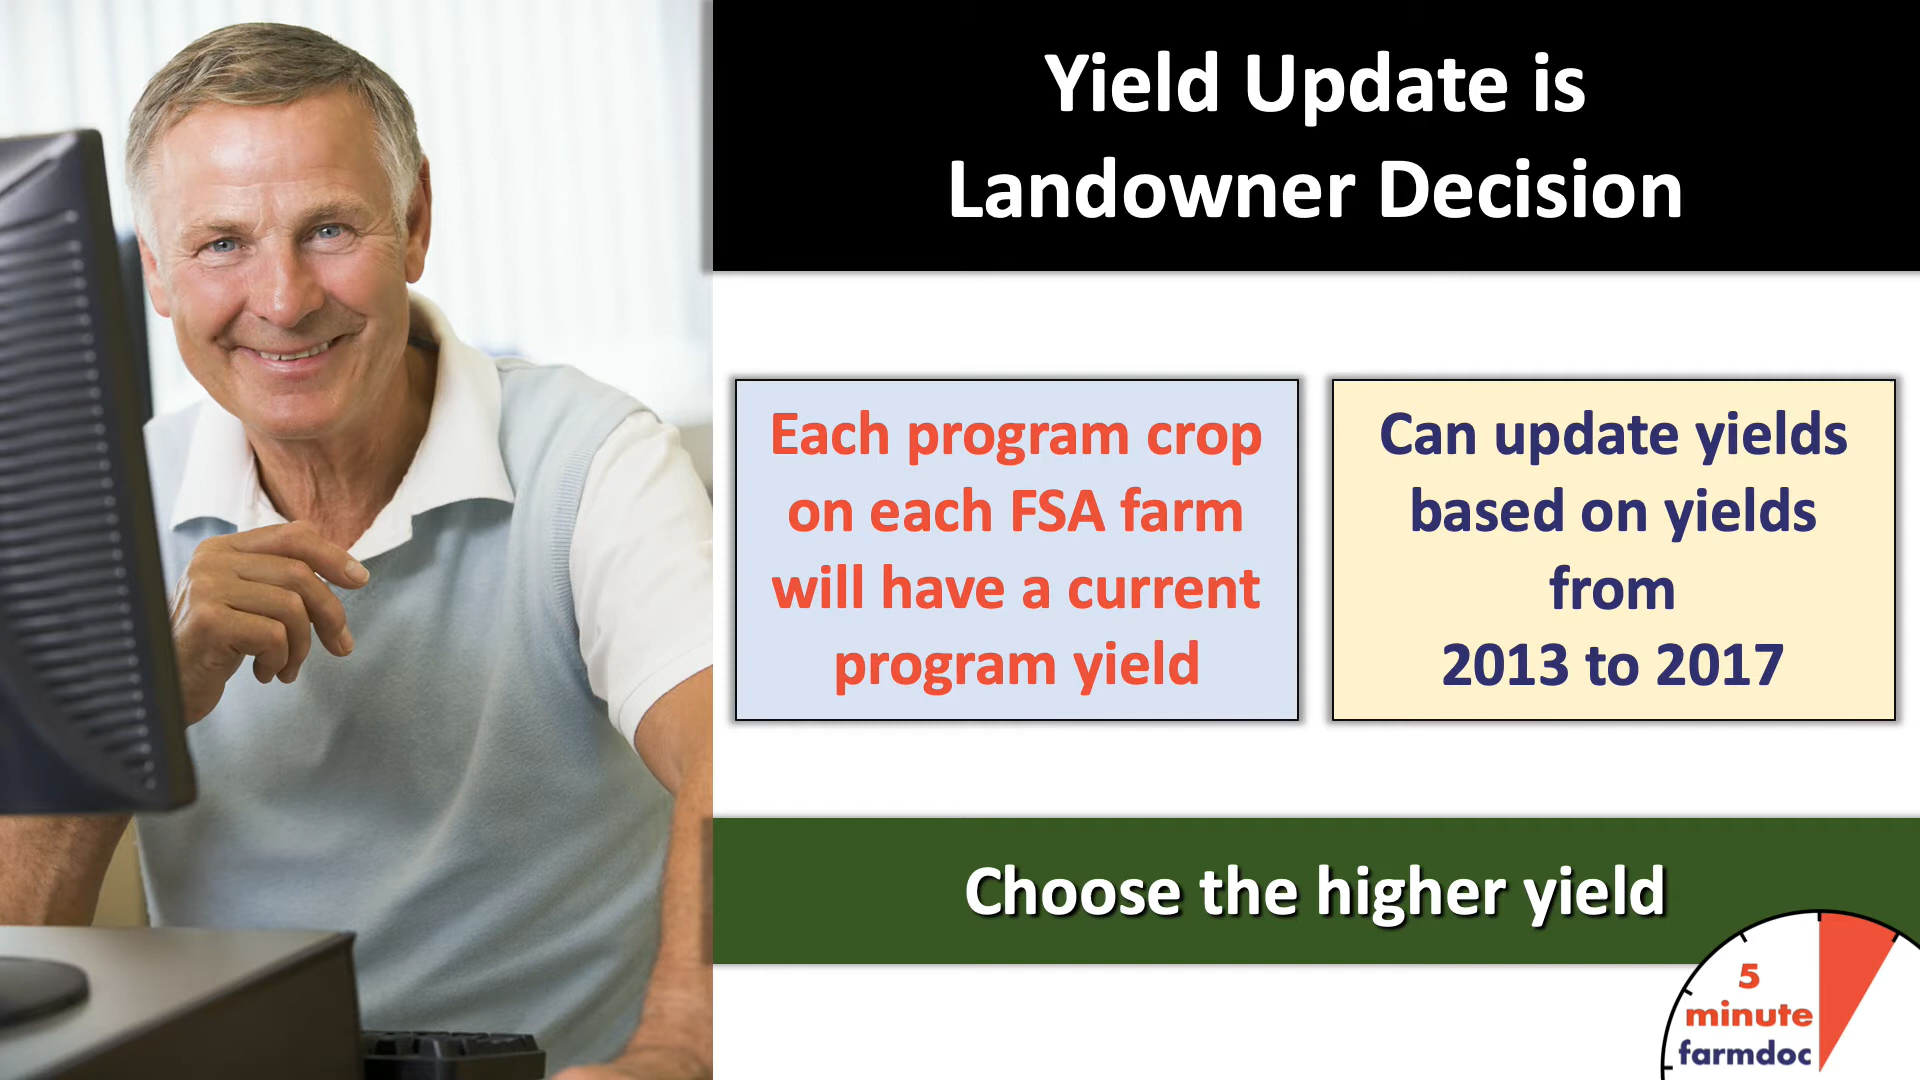 Yield Update is
Landowner Decision
Each program crop
on each FSA farm
will have a current
program yield
Can update yields
based on yields
from
2013 to 2017
Choose the higher yield
5
minute
farmdoc